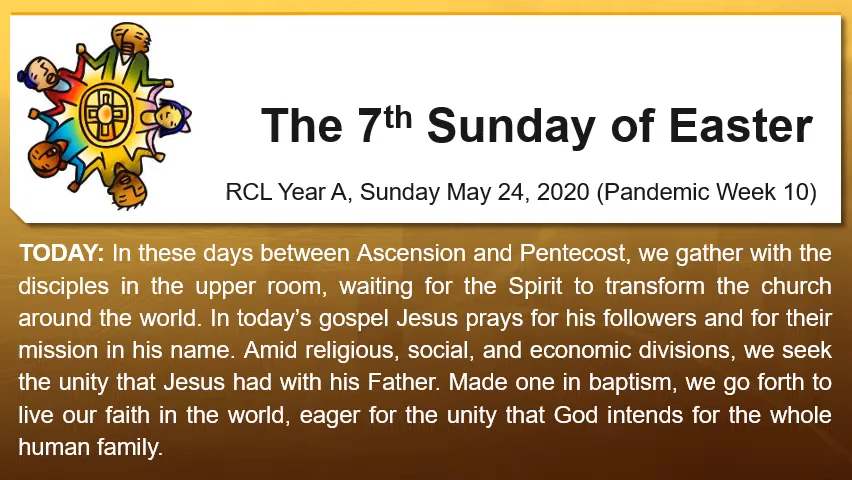 The 7th Sunday of Easter
RCL Year A, Sunday May 24, 2020 (Pandemic Week 10)
TODAY: In these days between Ascension and Pentecost, we gather with the
disciples in the upper room, waiting for the Spirit to transform the church
around the world. In today’s gospel Jesus prays for his followers and for their
mission in his name. Amid religious, social, and economic divisions, we seek
the unity that Jesus had with his Father. Made one in baptism, we go forth to
live our faith in the world, eager for the unity that God intends for the whole
human family.